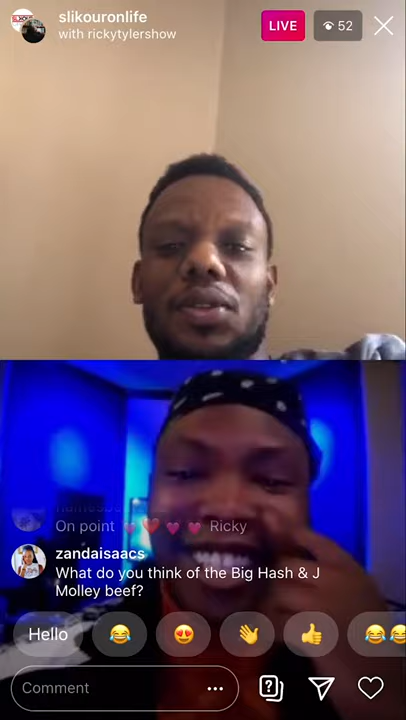 slikouronlife
with rickytylershow
LIVE
52
On point 💗❤️💗💗 Ricky
zandaisaacs
What do you think of the Big Hash & J
Molley beef?
Hello
Comment